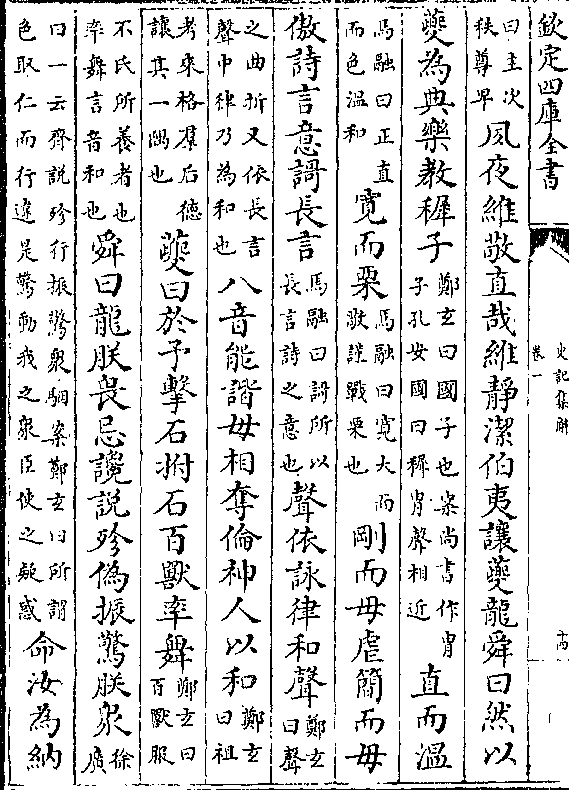 欽定四庫全書
史記集解
卷一
十四
曰主次秩尊卑夙夜維敬直哉維靜潔伯夷讓夔龍舜曰然以
夔為典樂教穉子鄭玄曰國子也案尚書作胄子孔安國曰穉胄聲相近直而溫
馬融曰正直而色溫和寬而栗馬融曰寬大而敬謹戰栗也剛而毋虐簡而毋
傲詩言意謌長言馬融曰謌所以長言詩之意也聲依詠律和聲鄭玄曰聲
之曲折又依長言聲中律乃為和也八音能諧毋相奪倫神人以和鄭玄曰祖
考來格羣后德讓其一隅也夔曰於予擊石拊石百獸率舞鄭玄曰百獸服
不氏所養者也率舞言音和也舜曰龍朕畏忌讒說殄偽振驚朕衆徐廣
曰一云齊說殄行振驚衆駰案鄭玄曰所謂色取仁而行違是驚動我之衆臣使之疑惑命汝為納